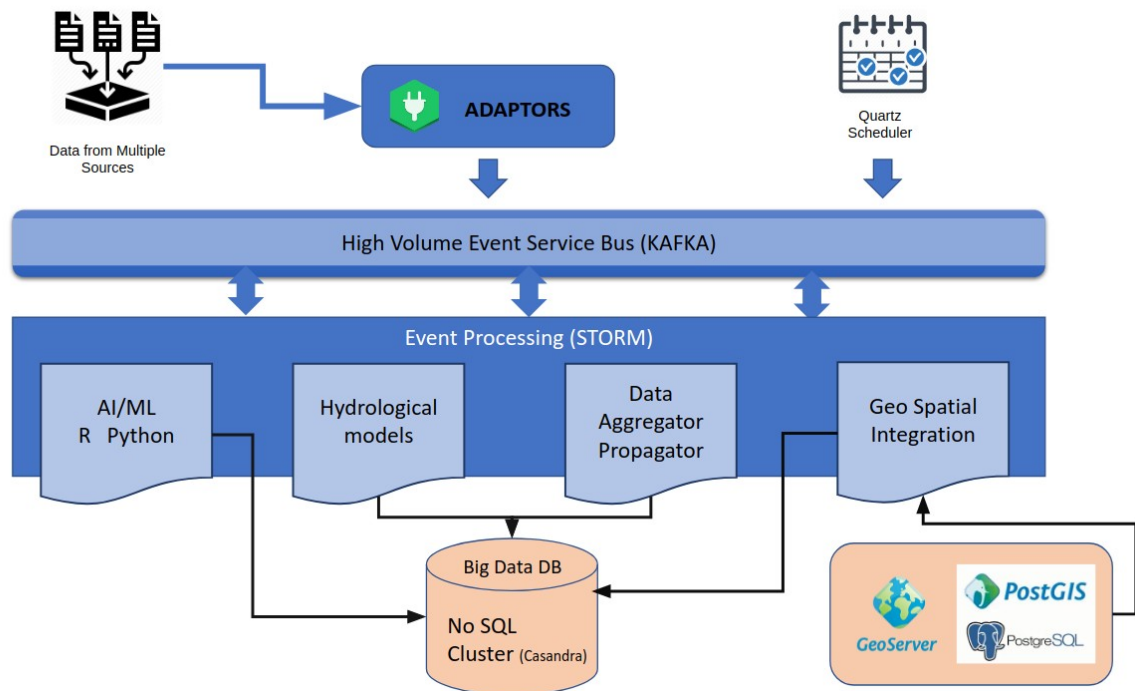 Data from Multiple
Sources
ADAPTORS
Quartz
Scheduler
High Volume Event Service Bus (KAFKA)
Event Processing (STORM)
AI/ML
R Python
Hydrological
models
Data
Aggregator
Propagator
Geo Spatial
Integration
Big Data DB
No SQL
Cluster (Casandra)
GeoServer
PostGIS
PostgreSQL